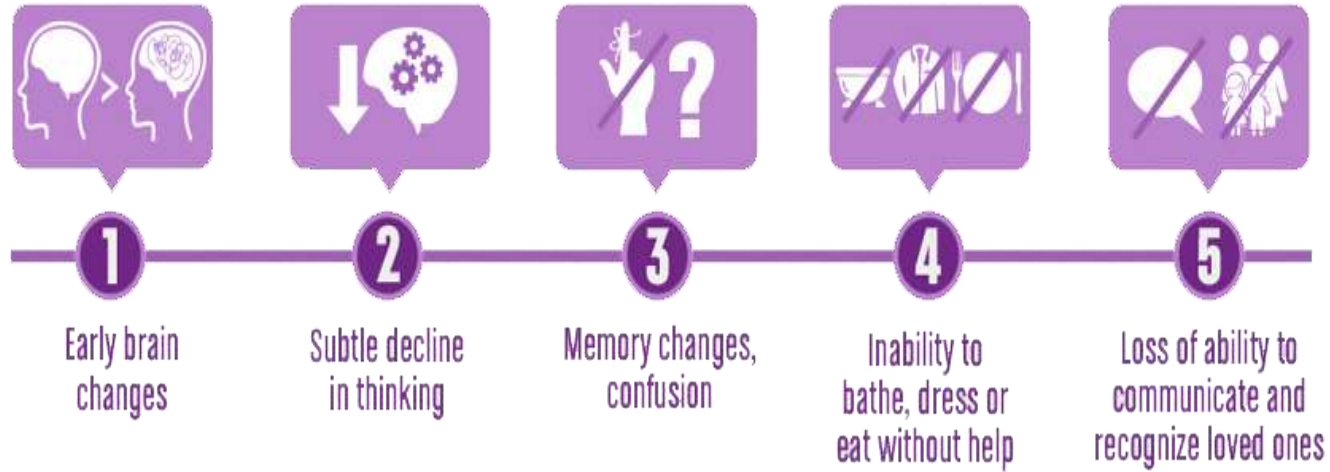 >
?
1
2
3
4
5
Early brain
changes
Subtle decline
in thinking
Memory changes,
confusion
Inability to
bathe, dress or
eat without help
Loss of ability to
communicate and
recognize loved ones